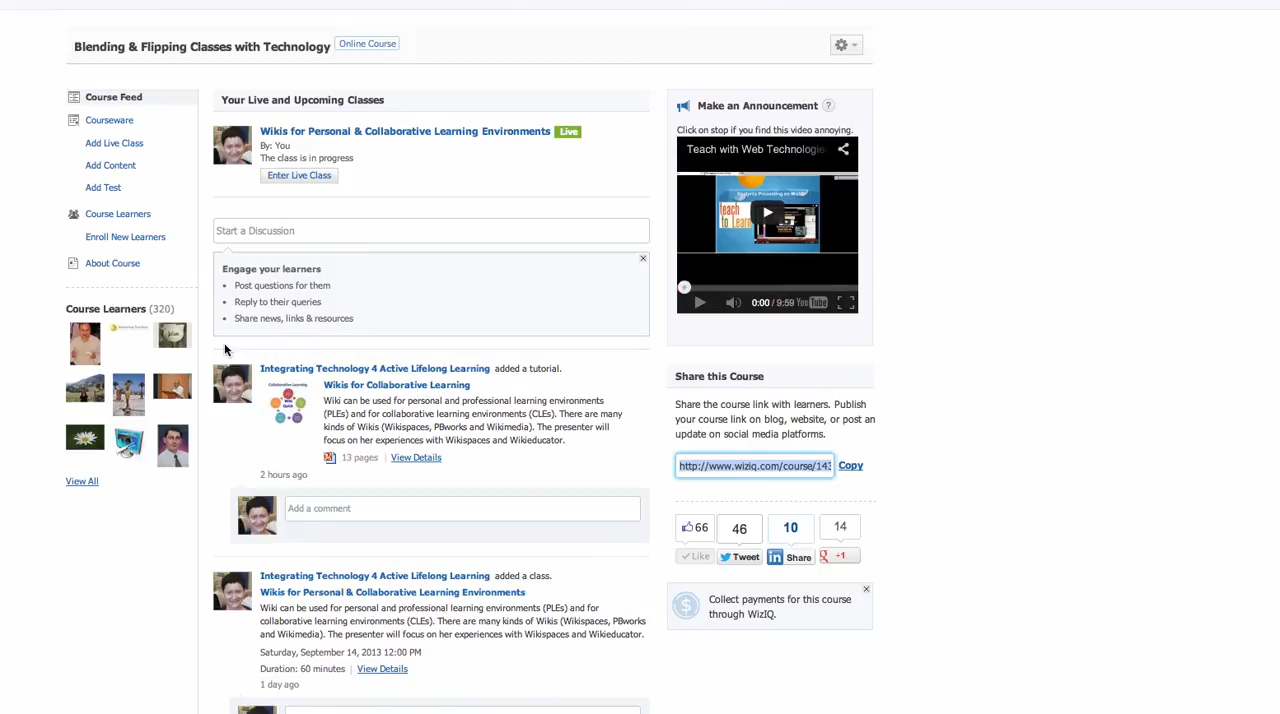 Blending & Flipping Classes with Technology Online Course
Course Feed
Courseware
Add Live Class
Add Content
Add Test
Course Learners
Enroll New Learners
About Course
Course Learners (320)
View All
Your Live and Upcoming Classes
Wikis for Personal & Collaborative Learning Environments Live
By: You
The class is in progress
Enter Live Class
Start a Discussion
Engage your learners
Post questions for them
Reply to their queries
Share news, links & resources
Integrating Technology 4 Active Lifelong Learning added a tutorial.
Wikis for Collaborative Learning
Wiki can be used for personal and professional learning environments
(PLEs) and for collaborative learning environments (CLEs). There are many
kinds of Wikis (Wikispaces, PBworks and Wikimedia). The presenter will
focus on her experiences with Wikispaces and Wikieducator.
13 pages | View Details
2 hours ago
Add a comment
Integrating Technology 4 Active Lifelong Learning added a class.
Wikis for Personal & Collaborative Learning Environments
Wiki can be used for personal and professional learning environments (PLEs) and for
collaborative learning environments (CLEs). There are many kinds of Wikis (Wikispaces, PBworks
and Wikimedia). The presenter will focus on her experiences with Wikispaces and Wikieducator.
Saturday, September 14, 2013 12:00 PM
Duration: 60 minutes | View Details
1 day ago
Make an Announcement ?
Click on stop if you find this video annoying.
Teach with Web Technologie
teach
to Learn
0:00 / 9:59 YouTube
Share this Course
Share the course link with learners. Publish
your course link on blog, website, or post an
update on social media platforms.
http://www.wiziq.com/course/143 Copy
66 46 10 14
Like Tweet in Share +1
Collect payments for this course
through WizIQ.